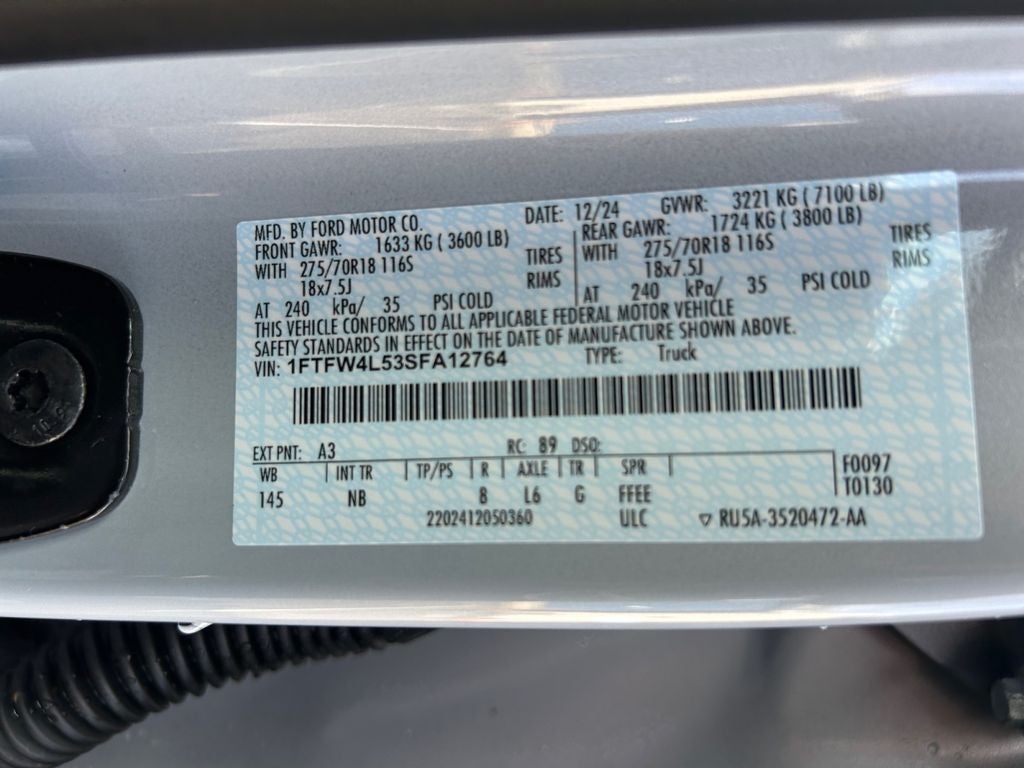 MFD. BY FORD MOTOR CO. DATE: 12/24 GVWR: 3221 KG ( 7100 LB)
FRONT GAWR: 1633 KG ( 3600 LB) REAR GAWR: 1724 KG ( 3800 LB)
WITH 275/70R18 116S TIRES WITH 275/70R18 116S TIRES
18x7.5J RIMS 18x7.5J RIMS
AT 240 kPa/ 35 PSI COLD AT 240 kPa/ 35 PSI COLD
THIS VEHICLE CONFORMS TO ALL APPLICABLE FEDERAL MOTOR VEHICLE
SAFETY STANDARDS IN EFFECT ON THE DATE OF MANUFACTURE SHOWN ABOVE.
VIN: 1FTFW4L53SFA12764 TYPE: Truck
EXT PNT: A3 RC: 89 DSO:
WB INT TR TP/PS R AXLE TR SPR F0097
145 NB 8 L6 G FFEE T0130
2202412050360 ULC ▽ RU5A-3520472-AA